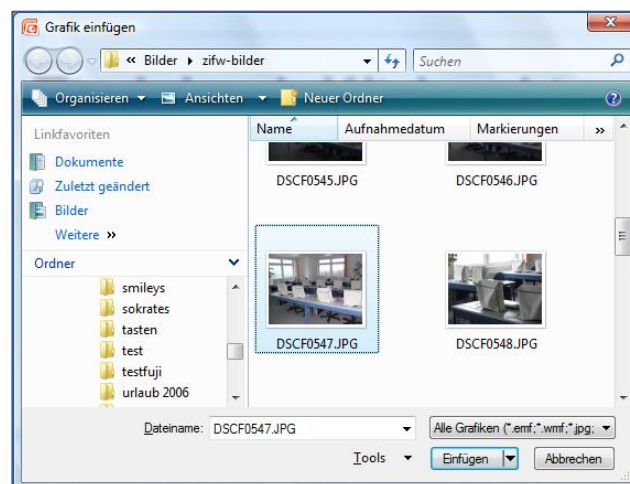 Grafik einfügen
« Bilder ▸ zifw-bilder Suchen
Organisieren Ansichten Neuer Ordner
Linkfavoriten
Dokumente
Zuletzt geändert
Bilder
Weitere »
Ordner
smileys
sokrates
tasten
test
testfuji
urlaub 2006
Name Aufnahmedatum Markierungen »
DSCF0545.JPG DSCF0546.JPG
DSCF0547.JPG DSCF0548.JPG
Dateiname: DSCF0547.JPG Alle Grafiken (*.emf;*.wmf;*.jpg;
Tools Einfügen Abbrechen